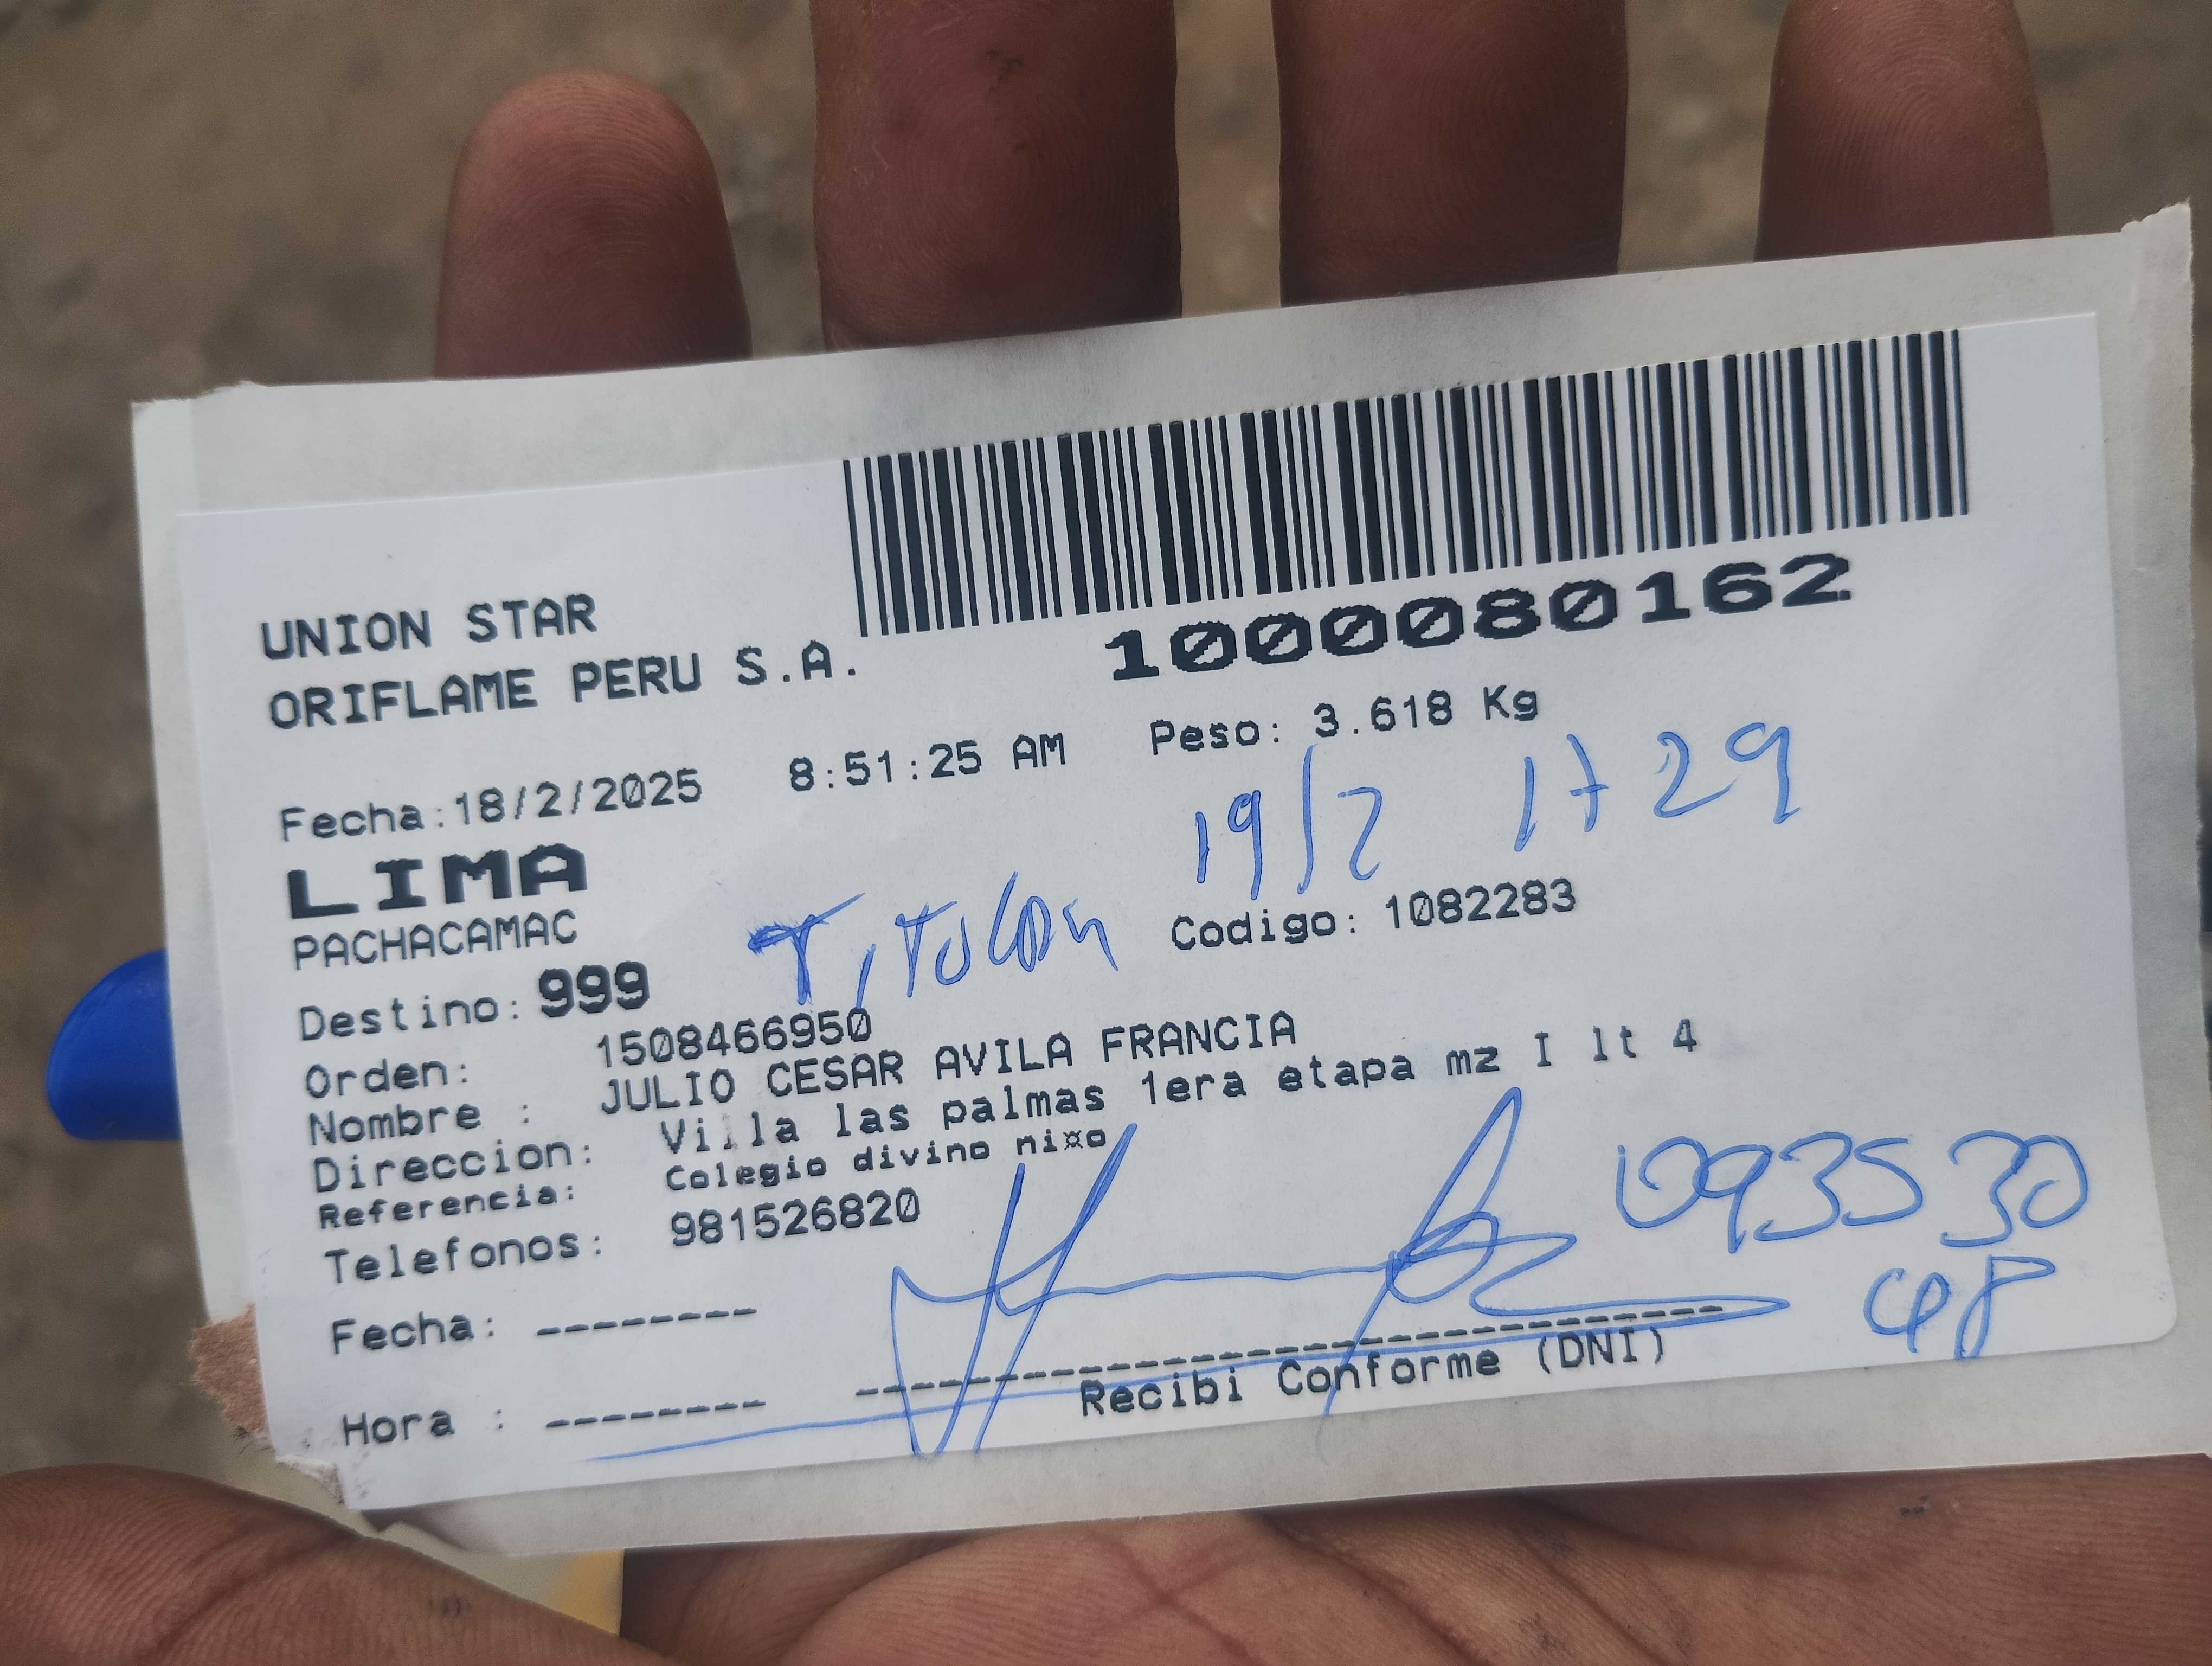 UNION STAR
ORIFLAME PERU S.A.
1000080162
Fecha:18/2/2025 8:51:25 AM Peso: 3.618 Kg
19/2 17 29
LIMA
PACHACAMAC
Titular Codigo: 1082283
Destino: 999
Orden: 1508466950
Nombre : JULIO CESAR AVILA FRANCIA
Direccion: Villa las palmas 1era etapa mz I lt 4
Referencia: Colegio divino ni¤o
Telefonos: 981526820
093530
48
Fecha: --------
Hora : --------
Recibi Conforme (DNI)